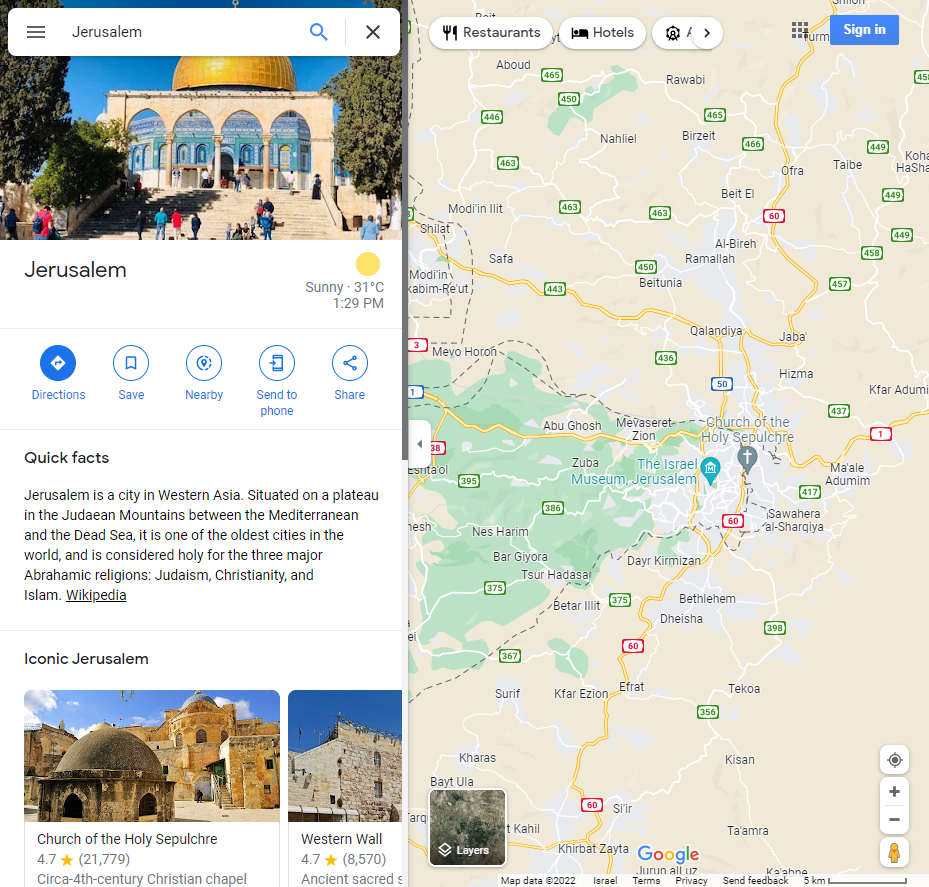 Jerusalem
Restaurants
Hotels
Sign in
Jerusalem
Sunny · 31°C
1:29 PM
Directions
Save
Nearby
Send to
phone
Share
Quick facts
Jerusalem is a city in Western Asia. Situated on a plateau
in the Judaean Mountains between the Mediterranean
and the Dead Sea, it is one of the oldest cities in the
world, and is considered holy for the three major
Abrahamic religions: Judaism, Christianity, and
Islam. Wikipedia
Iconic Jerusalem
Church of the Holy Sepulchre
4.7 ★ (21,779)
Circa-4th-century Christian chapel
Western Wall
4.7 ★ (8,570)
Ancient sacred s
Aboud
465
Rawabi
450
446
465
Nahliel
Birzeit
466
449
463
Ofra
Taibe
Koha
HaSha
Beit El
449
Modi'in Ilit
463
463
60
Shilat
449
Al-Bireh
Safa
Ramallah
458
450
Modi'in
Beitunia
457
443
Qalandiya
Jaba'
3
Meyo Horon
436
Hizma
50
Kfar Adumi
1
437
Abu Ghosh
Mevaseret
Zion
Church of the
Holy Sepulchre
1
38
Eshta'ol
Zuba
The Israel
Museum, Jerusalem
Ma'ale
Adumim
395
417
386
60
Sawahera
al-Sharqiya
Nes Harim
Bar Giyora
Dayr Kirmizan
Tsur Hadasa
375
375
Bethlehem
Betar Illit
Dheisha
398
60
367
Efrat
Surif
Kfar Ezion
Tekoa
356
Kharas
Kisan
Bayt Ula
60
Si'ir
Ta'amra
t Kahil
Khirbat Zayta
Layers
Google
Map data ©2022
Israel
Terms
Privacy
Send feedback
5 km